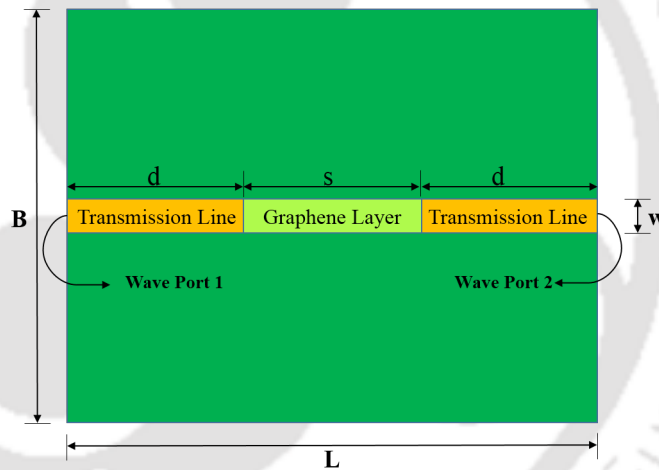 d s d
B Transmission Line Graphene Layer Transmission Line w
Wave Port 1 Wave Port 2
L